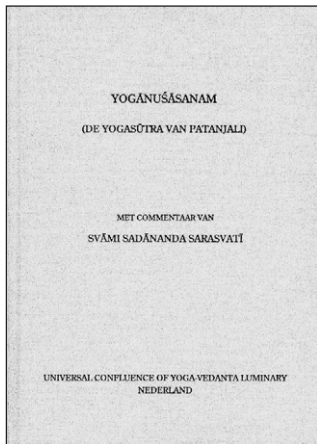 YOGĀNUŚĀSANAM
(DE YOGASŪTRA VAN PATANJALI)
MET COMMENTAAR VAN
SVĀMI SADĀNANDA SARASVATĪ
UNIVERSAL CONFLUENCE OF YOGA-VEDANTA LUMINARY
NEDERLAND